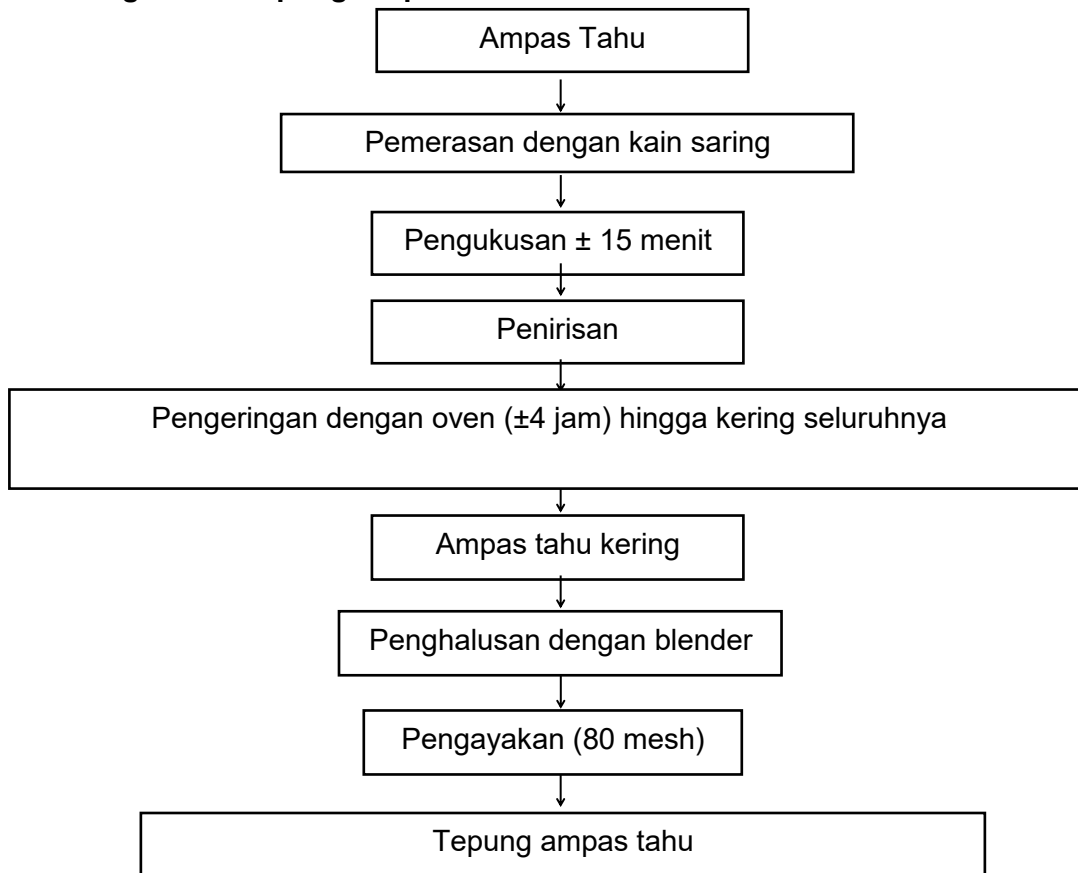 Ampas Tahu
Pemerasan dengan kain saring
Pengukusan ± 15 menit
Penirisan
Pengeringan dengan oven (±4 jam) hingga kering seluruhnya
Ampas tahu kering
Penghalusan dengan blender
Pengayakan (80 mesh)
Tepung ampas tahu